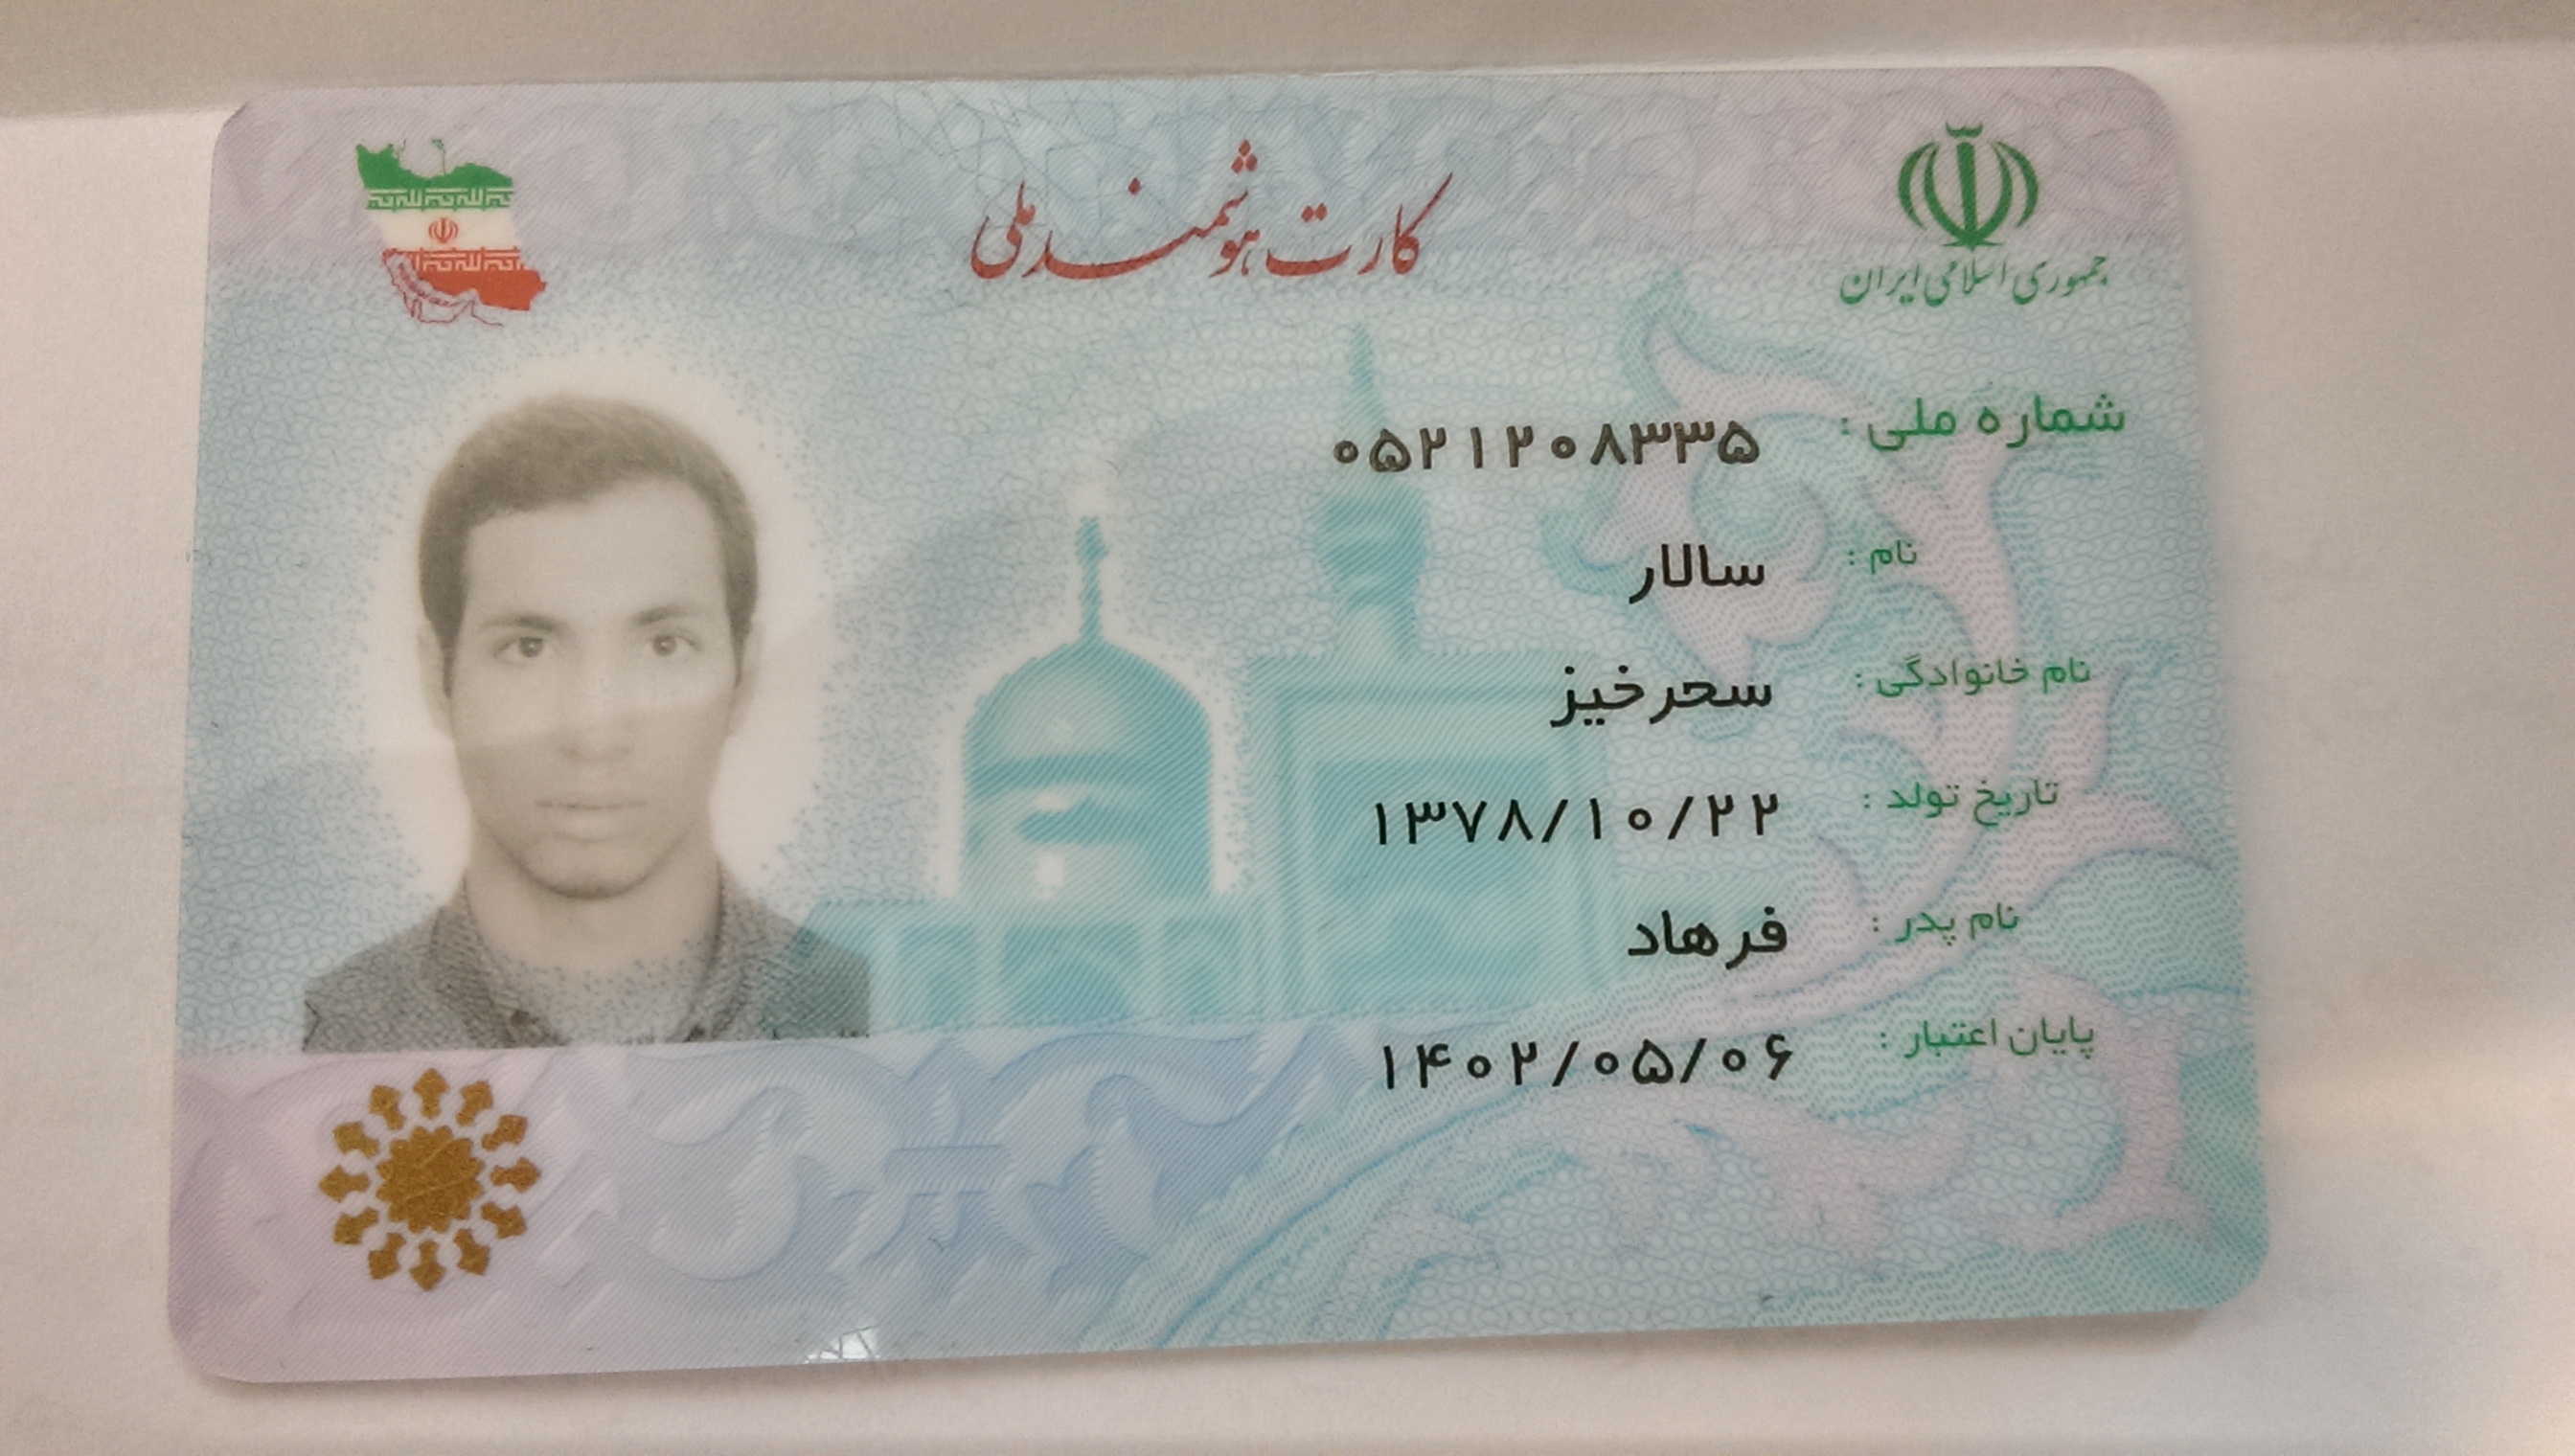 کارت هوشمند ملی
جمهوری اسلامی ایران
شماره ملی : ۰۵۲۱۲۰۸۳۳۵
نام : سالار
نام خانوادگی : سحرخیز
تاریخ تولد : ۱۳۷۸/۱۰/۲۲
نام پدر : فرهاد
پایان اعتبار : ۱۴۰۲/۰۵/۰۶